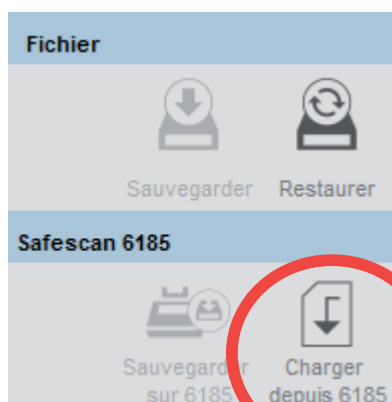 Fichier
Sauvegarder Restaurer
Safescan 6185
Sauvegarder Charger
sur 6185 depuis 6185